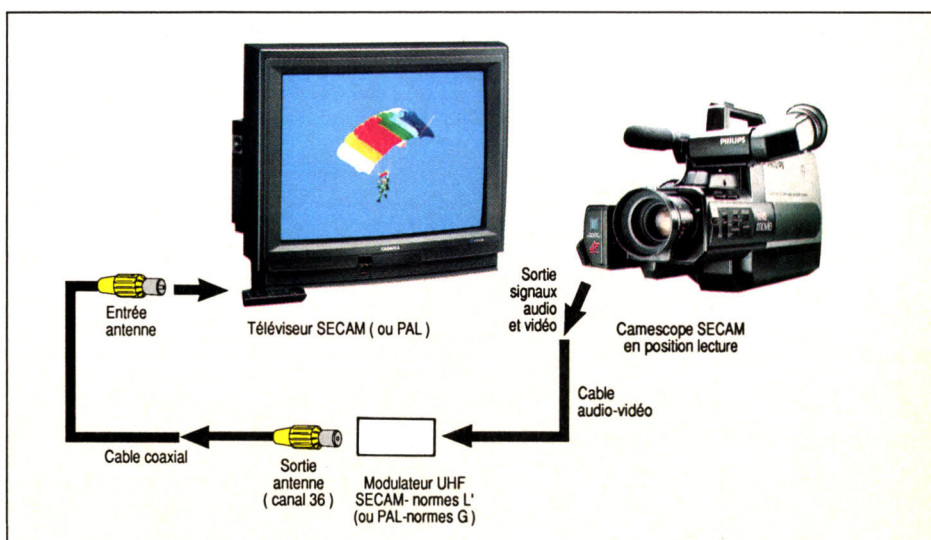 PHILIPS
movie
Entrée
antenne
Téléviseur SECAM ( ou PAL )
Sortie
signaux
audio
et vidéo
Camescope SECAM
en position lecture
Cable
audio-vidéo
Cable coaxial
Sortie
antenne
( canal 36 )
Modulateur UHF
SECAM- normes L'
(ou PAL-normes G )